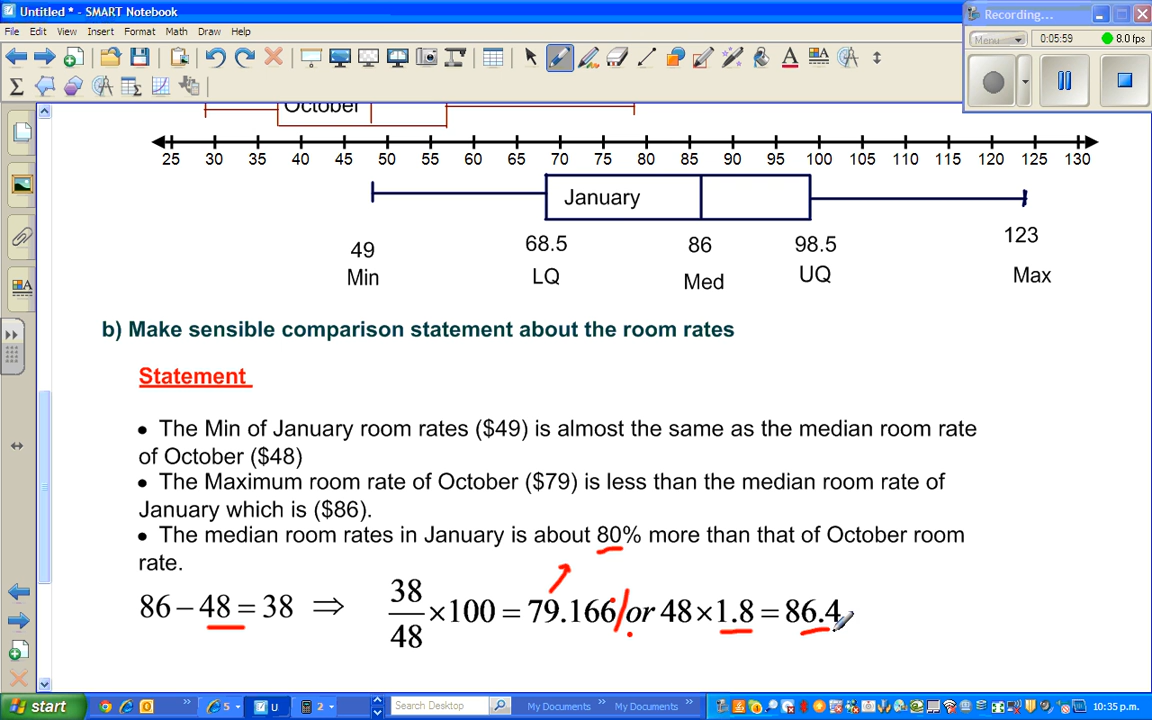 Untitled * - SMART Notebook
Recording...
File Edit View Insert Format Math Draw Help
Menu
0:05:59
8.0 fps
October
25 30 35 40 45 50 55 60 65 70 75 80 85 90 95 100 105 110 115 120 125 130
January
49 68.5 86 98.5 123
Min LQ Med UQ Max
b) Make sensible comparison statement about the room rates
Statement
• The Min of January room rates ($49) is almost the same as the median room rate
of October ($48)
• The Maximum room rate of October ($79) is less than the median room rate of
January which is ($86).
• The median room rates in January is about 80% more than that of October room
rate.
86 − 48 = 38 ⇒ 38/48 × 100 = 79.166 / or 48 × 1.8 = 86.4
start
5
U
2
Search Desktop
My Documents
My Documents
10:35 p.m.